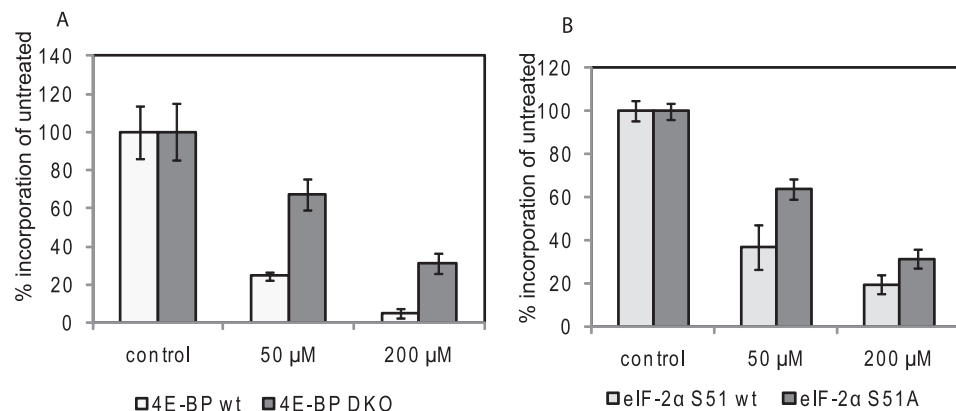 A
% incorporation of untreated
140
120
100
80
60
40
20
0
control 50 µM 200 µM
4E-BP wt 4E-BP DKO
B
% incorporation of untreated
120
100
80
60
40
20
0
control 50 µM 200 µM
eIF-2α S51 wt eIF-2α S51A